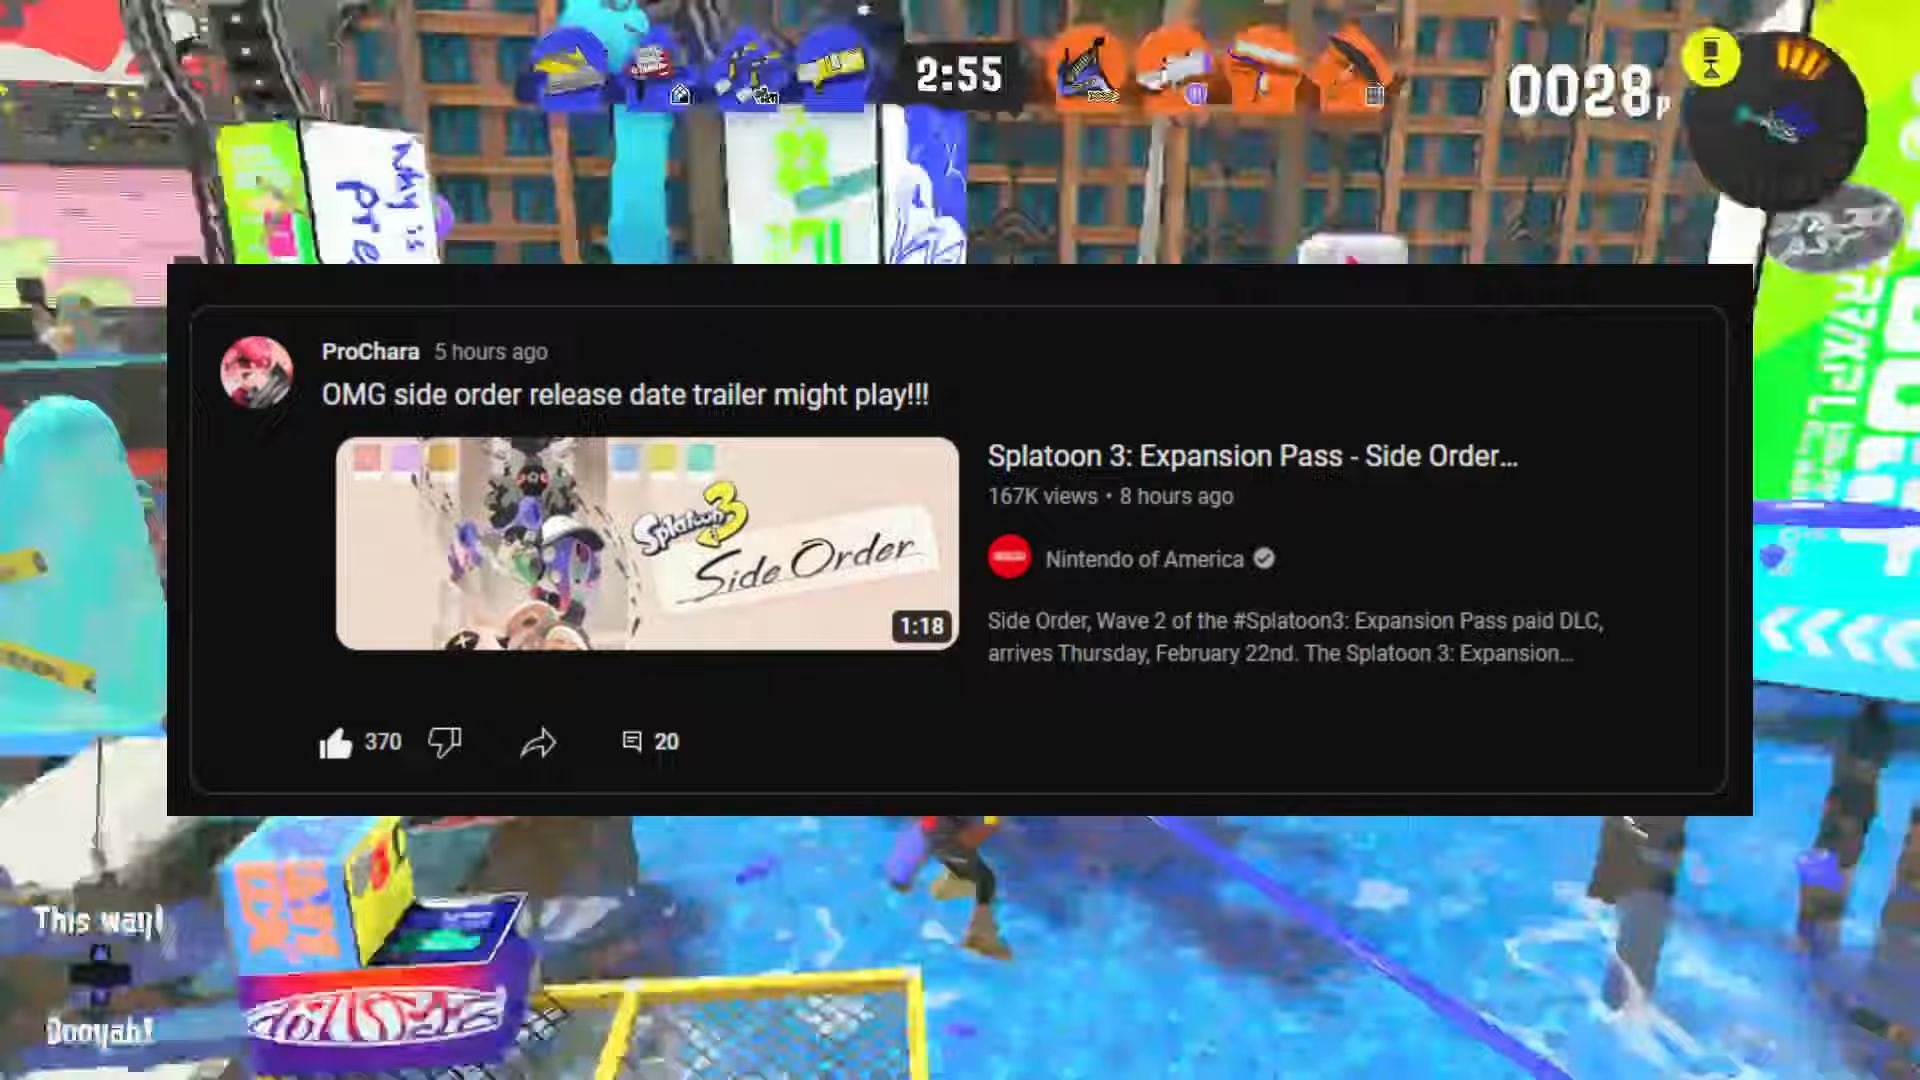 2:55
0028p
Why is
Pre
ProChara 5 hours ago
OMG side order release date trailer might play!!!
Splatoon 3
Side Order
1:18
Splatoon 3: Expansion Pass - Side Order...
167K views • 8 hours ago
Nintendo of America
Side Order, Wave 2 of the #Splatoon3: Expansion Pass paid DLC,
arrives Thursday, February 22nd. The Splatoon 3: Expansion...
370
20
This way!
Booyah!